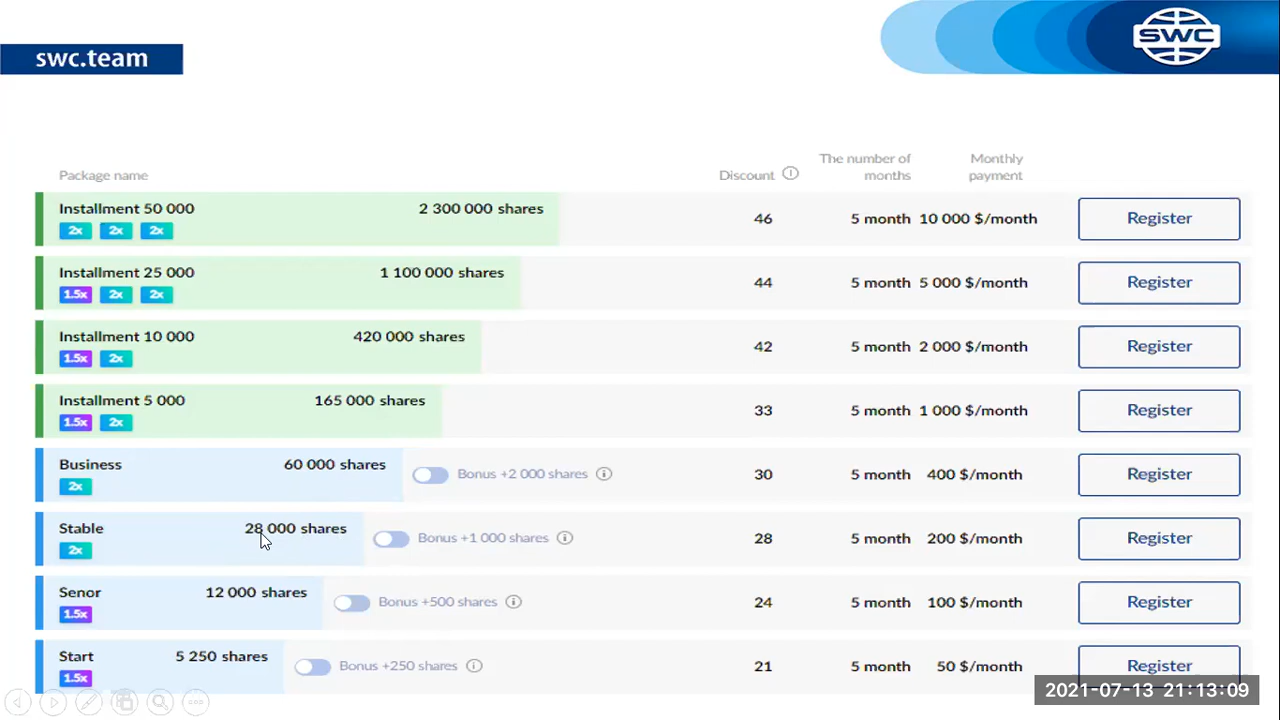 swc.team
SWC
Package name Discount The number of months Monthly payment
Installment 50 000 2 300 000 shares 46 5 month 10 000 $/month Register
2x 2x 2x
Installment 25 000 1 100 000 shares 44 5 month 5 000 $/month Register
1.5x 2x 2x
Installment 10 000 420 000 shares 42 5 month 2 000 $/month Register
1.5x 2x
Installment 5 000 165 000 shares 33 5 month 1 000 $/month Register
1.5x 2x
Business 60 000 shares Bonus +2 000 shares 30 5 month 400 $/month Register
2x
Stable 28 000 shares Bonus +1 000 shares 28 5 month 200 $/month Register
2x
Senor 12 000 shares Bonus +500 shares 24 5 month 100 $/month Register
1.5x
Start 5 250 shares Bonus +250 shares 21 5 month 50 $/month Register
1.5x
2021-07-13 21:13:09